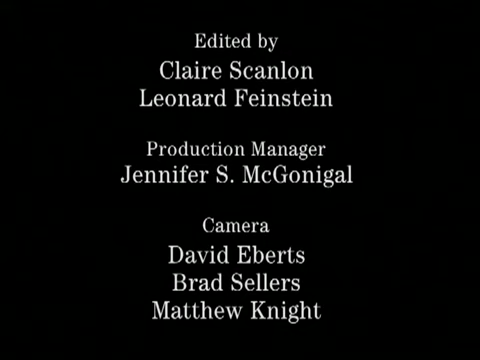 Edited by
Claire Scanlon
Leonard Feinstein
Production Manager
Jennifer S. McGonigal
Camera
David Eberts
Brad Sellers
Matthew Knight